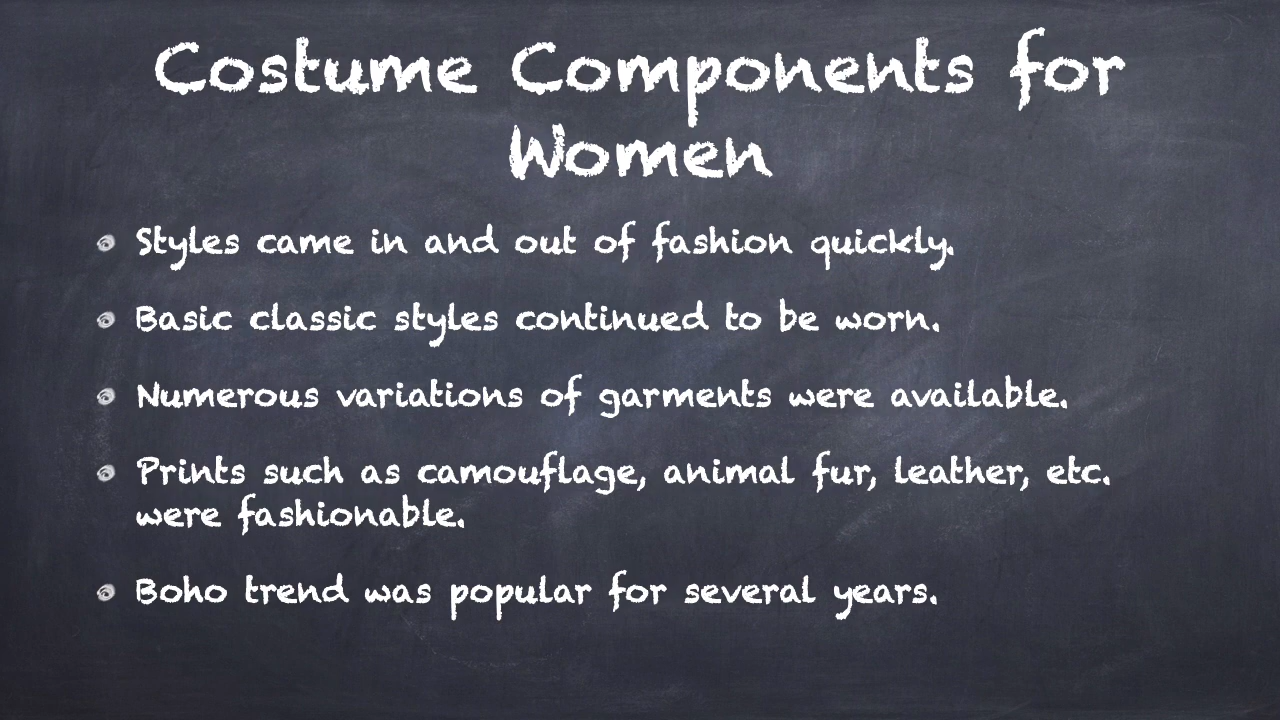 Costume Components for
Women
Styles came in and out of fashion quickly.
Basic classic styles continued to be worn.
Numerous variations of garments were available.
Prints such as camouflage, animal fur, leather, etc.
were fashionable.
Boho trend was popular for several years.